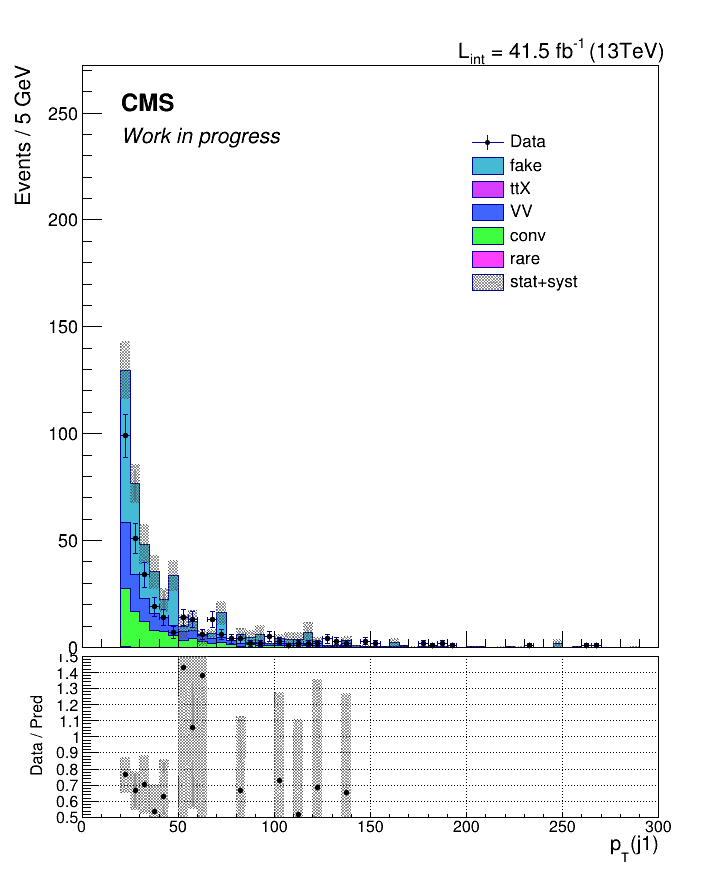 L_int = 41.5 fb^-1 (13TeV)
Events / 5 GeV
CMS
Work in progress
Data
fake
ttX
VV
conv
rare
stat+syst
250
200
150
100
50
0
Data / Pred
1.5
1.4
1.3
1.2
1.1
1
0.9
0.8
0.7
0.6
0.5
0 50 100 150 200 250 300
p_T(j1)